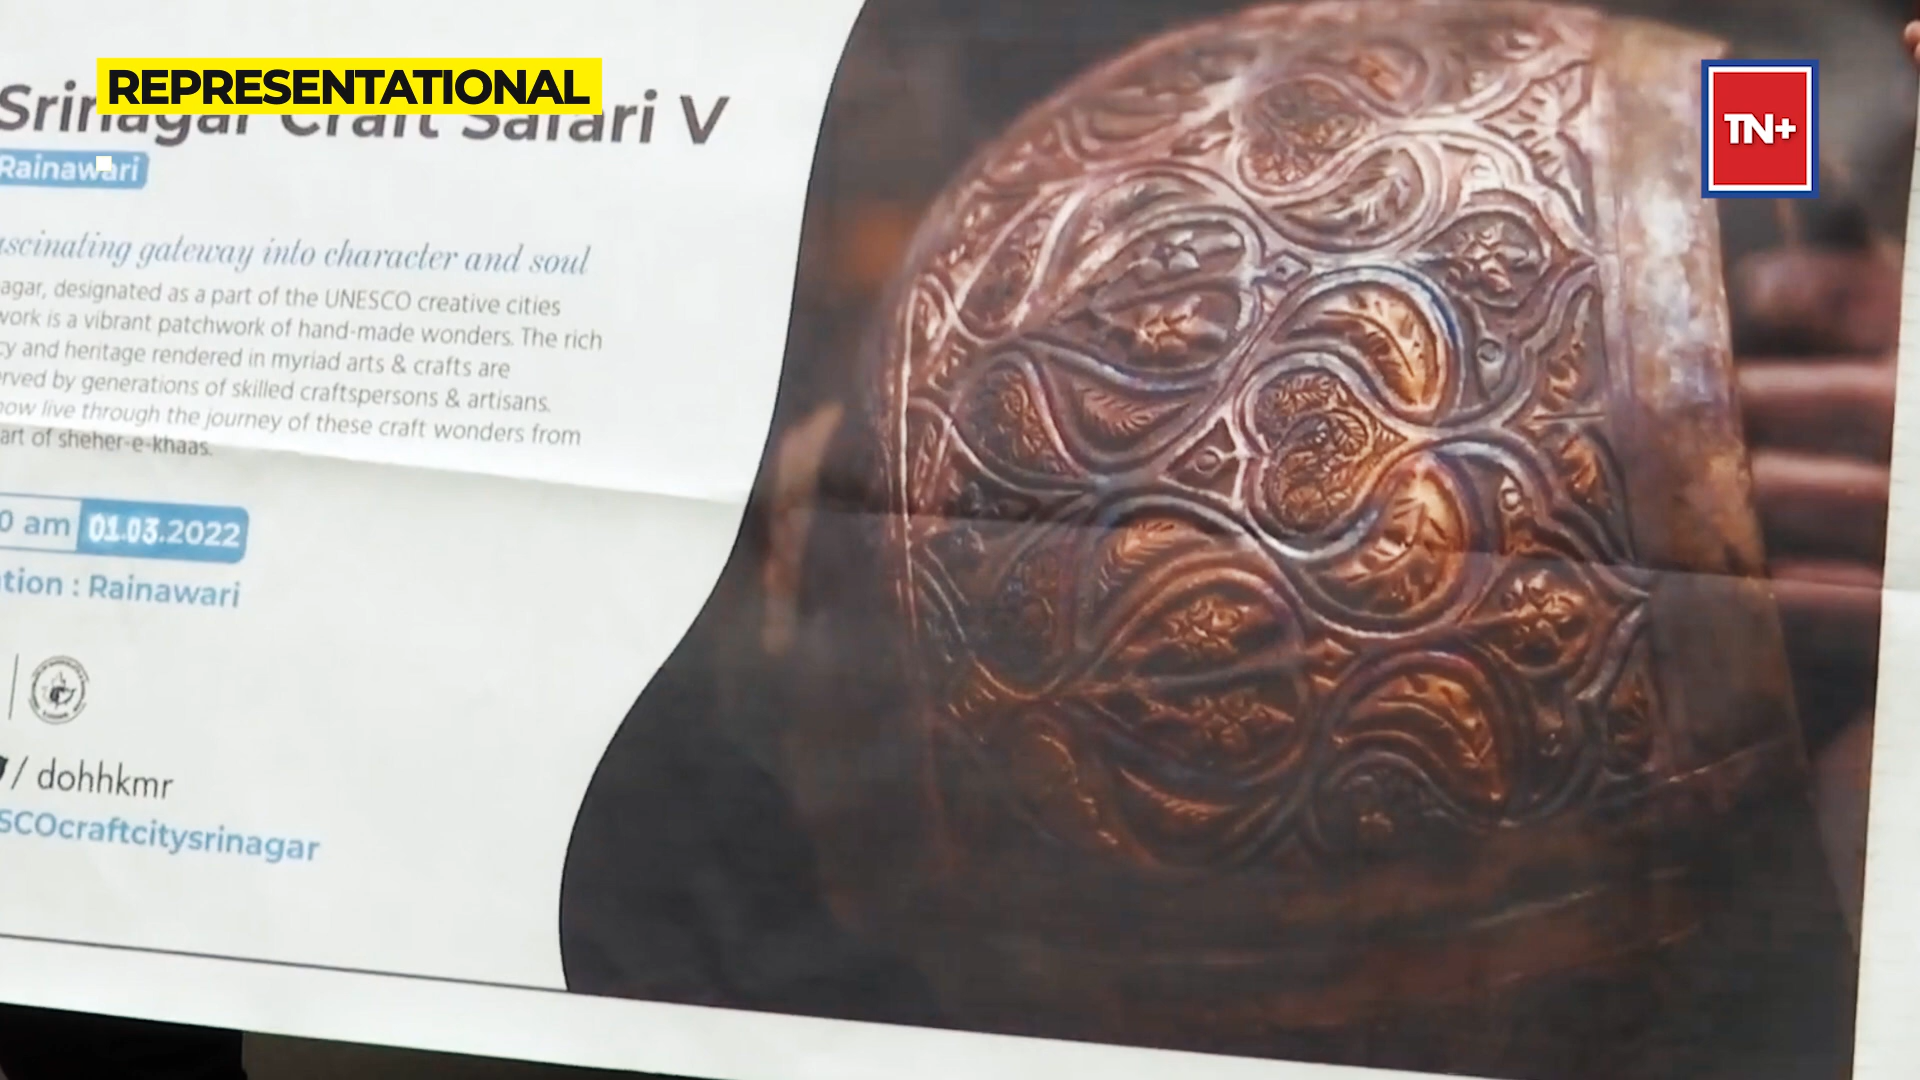 REPRESENTATIONAL
TN+
Srinagar Craft Safari V
Rainawari
ascinating gateway into character and soul
agar, designated as a part of the UNESCO creative cities
work is a vibrant patchwork of hand-made wonders. The rich
cy and heritage rendered in myriad arts & crafts are
rved by generations of skilled craftspersons & artisans.
now live through the journey of these craft wonders from
art of sheher-e-khaas.
0 am 01.03.2022
ation : Rainawari
/ dohhkmr
SCOcraftcitysrinagar